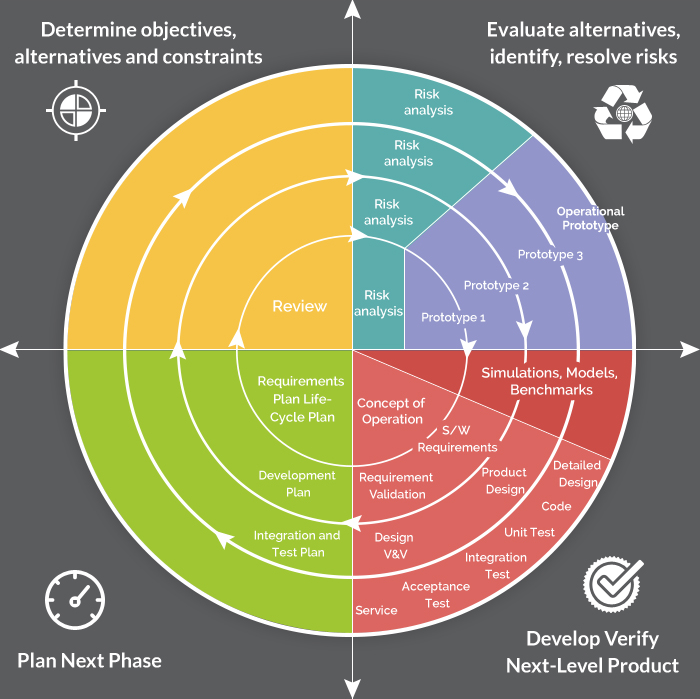 Determine objectives,
alternatives and constraints
Evaluate alternatives,
identify, resolve risks
Risk
analysis
Risk
analysis
Risk
analysis
Risk
analysis
Operational
Prototype
Prototype 3
Prototype 2
Prototype 1
Review
Simulations, Models,
Benchmarks
Requirements
Plan Life-
Cycle Plan
Concept of
Operation
S/W
Requirements
Development
Plan
Requirement
Validation
Product
Design
Detailed
Design
Code
Integration and
Test Plan
Design
V&V
Unit Test
Integration
Test
Acceptance
Test
Service
Plan Next Phase
Develop Verify
Next-Level Product